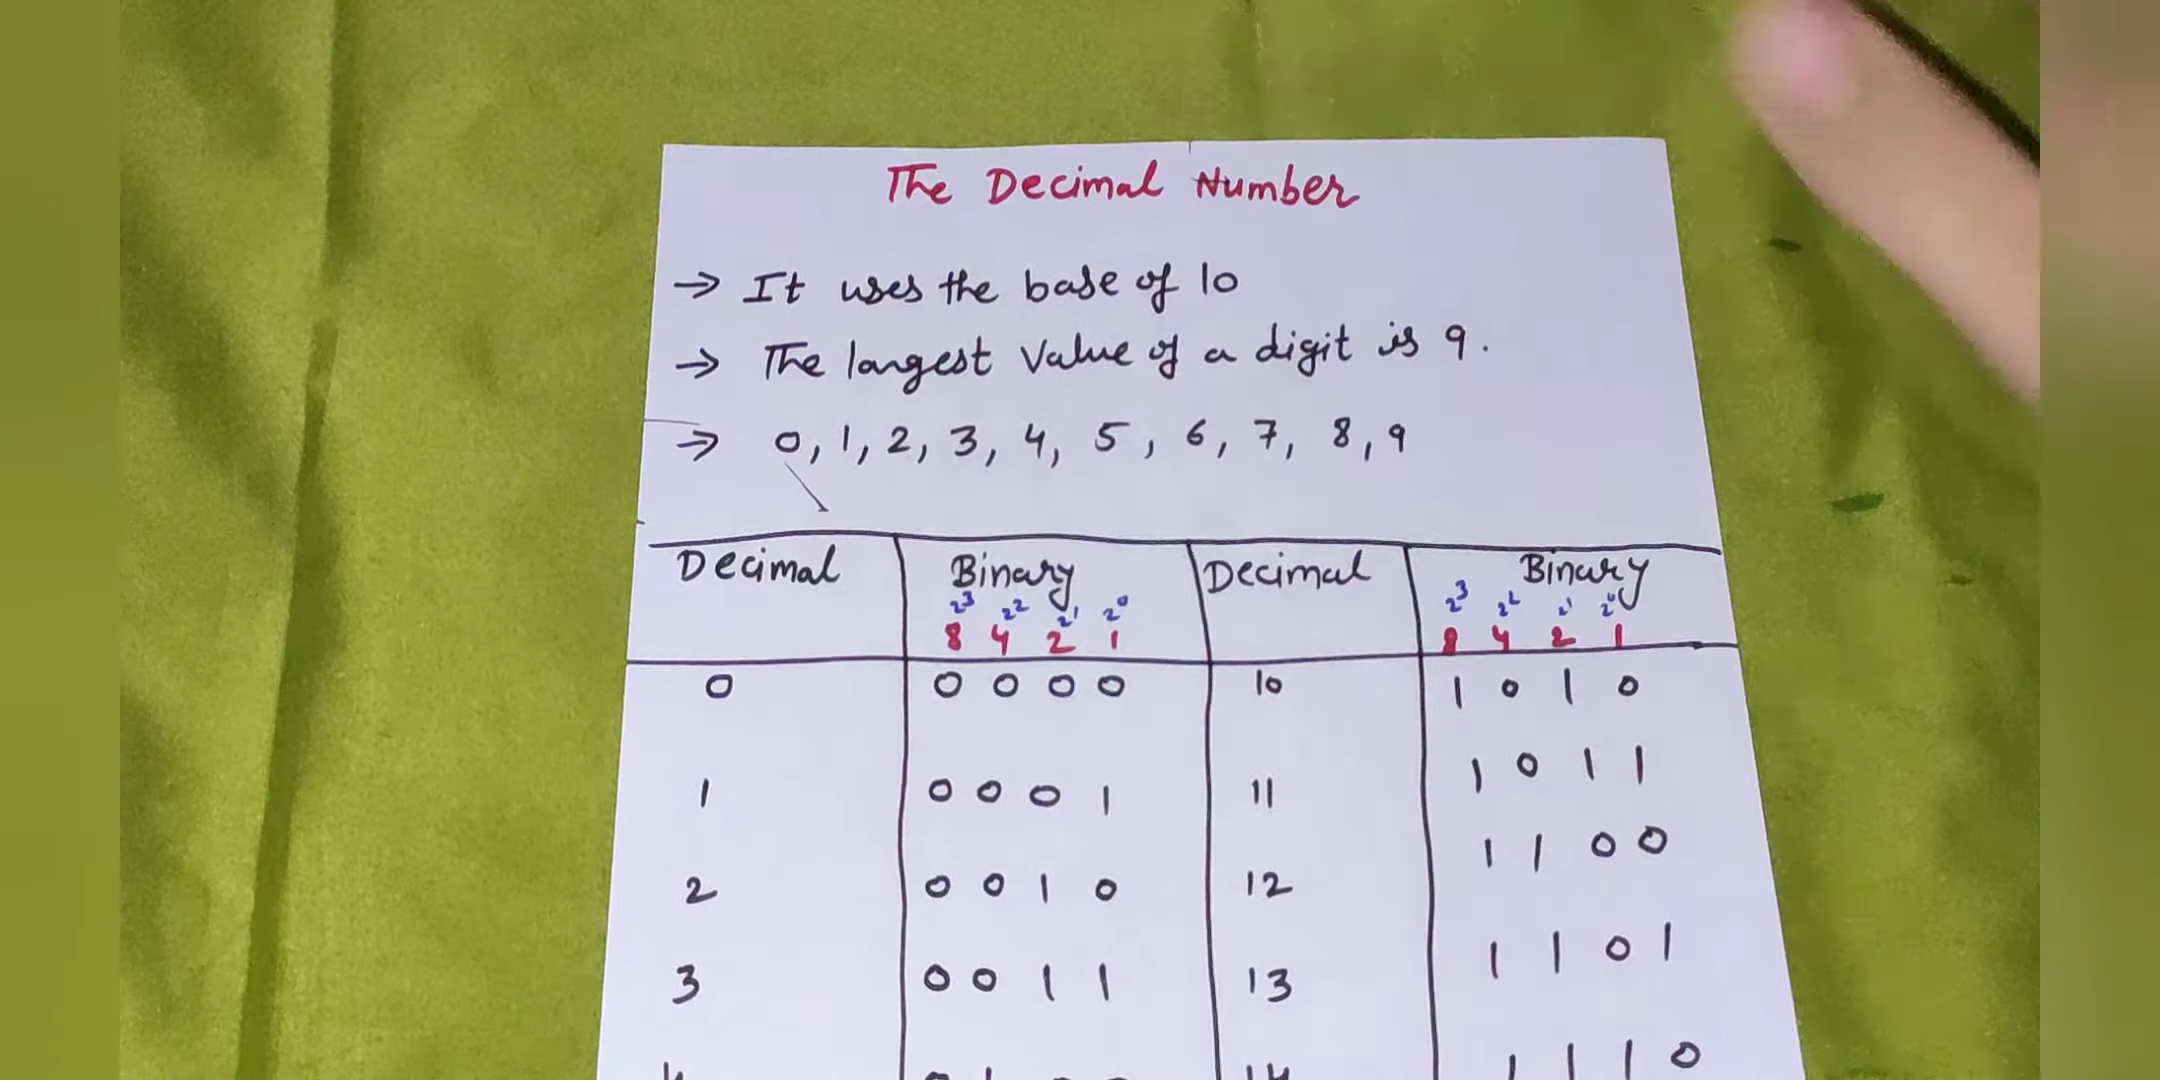 The Decimal Number
→ It uses the base of 10
→ The largest Value of a digit is 9.
→ 0, 1, 2, 3, 4, 5, 6, 7, 8, 9
Decimal Binary Decimal Binary
2³ 2² 2¹ 2⁰ 2³ 2² 2¹ 2⁰
8 4 2 1 8 4 2 1
0 0 0 0 0 10 1 0 1 0
1 0 0 0 1 11 1 0 1 1
2 0 0 1 0 12 1 1 0 0
3 0 0 1 1 13 1 1 0 1
1 1 1 0